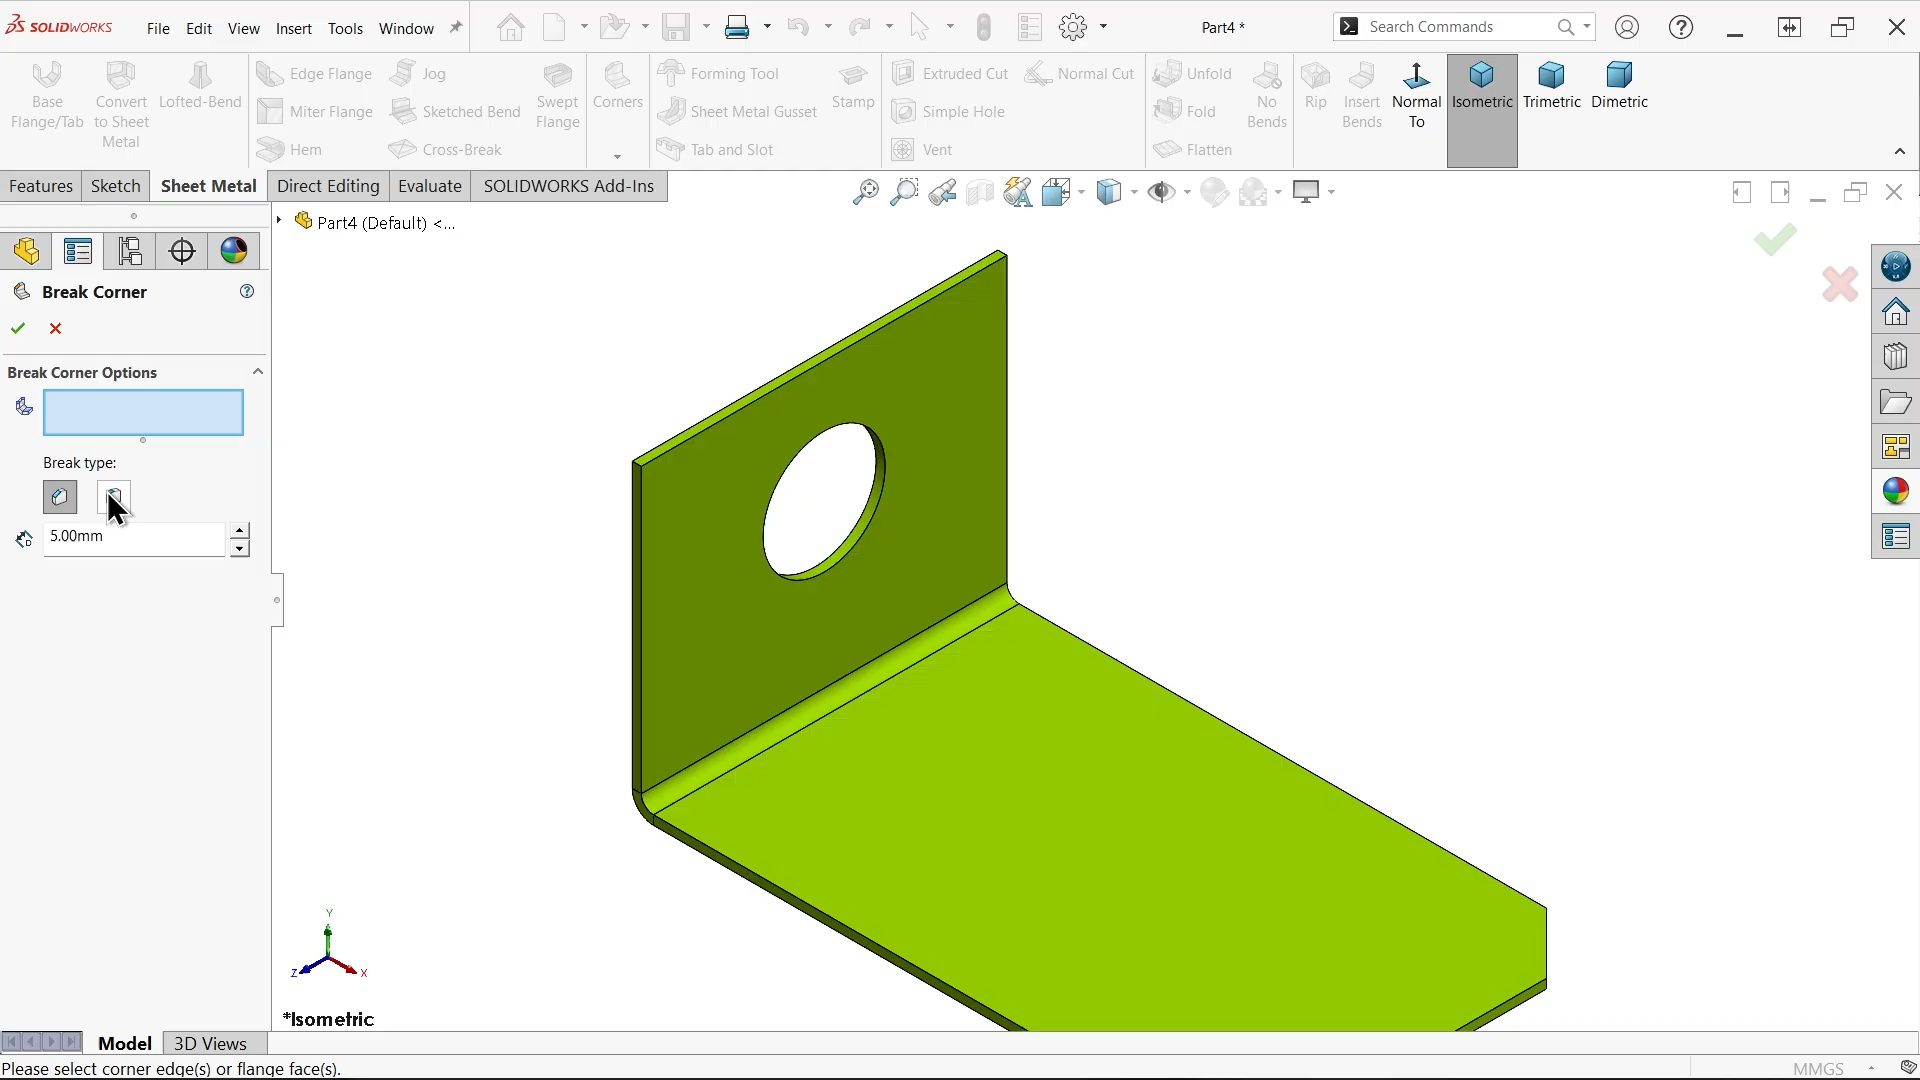 SOLIDWORKS
File Edit View Insert Tools Window
Part4 *
Search Commands
Base Flange/Tab
Convert to Sheet Metal
Lofted-Bend
Edge Flange
Miter Flange
Hem
Jog
Sketched Bend
Cross-Break
Swept Flange
Corners
Forming Tool
Sheet Metal Gusset
Tab and Slot
Stamp
Extruded Cut
Simple Hole
Vent
Normal Cut
Unfold
Fold
Flatten
No Bends
Rip
Insert Bends
Normal To
Isometric
Trimetric
Dimetric
Features Sketch Sheet Metal Direct Editing Evaluate SOLIDWORKS Add-Ins
Part4 (Default) <...
Break Corner
Break Corner Options
Break type:
5.00mm
Y
Z
X
*Isometric
Model 3D Views
Please select corner edge(s) or flange face(s).
MMGS